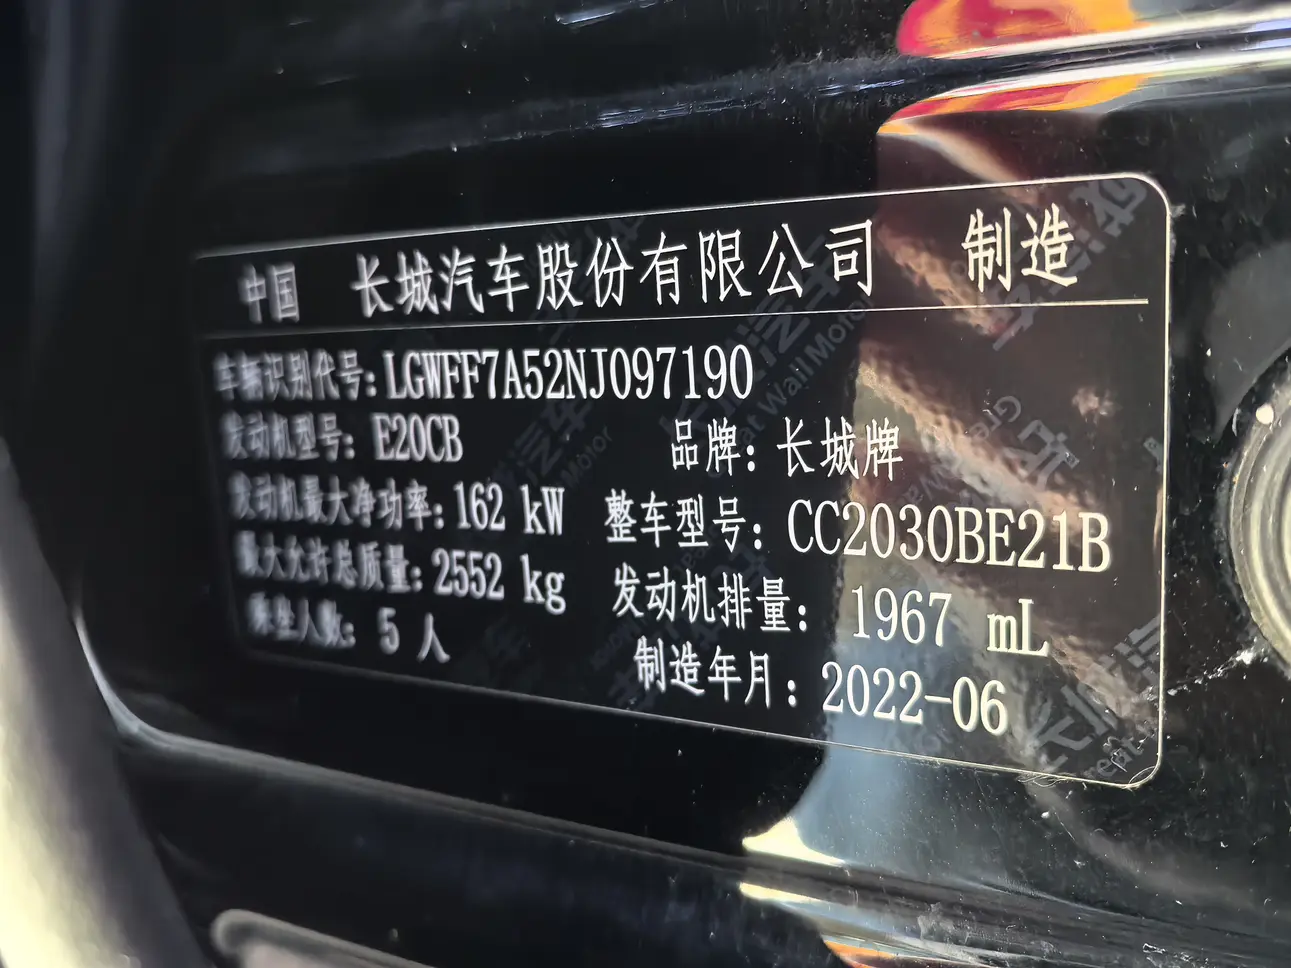 中国 长城汽车股份有限公司 制造
车辆识别代号:LGWFF7A52NJ097190
发动机型号: E20CB 品牌: 长城牌
发动机最大净功率:162 kW 整车型号: CC2030BE21B
最大允许总质量:2552 kg 发动机排量: 1967 mL
乘坐人数: 5 人 制造年月: 2022-06